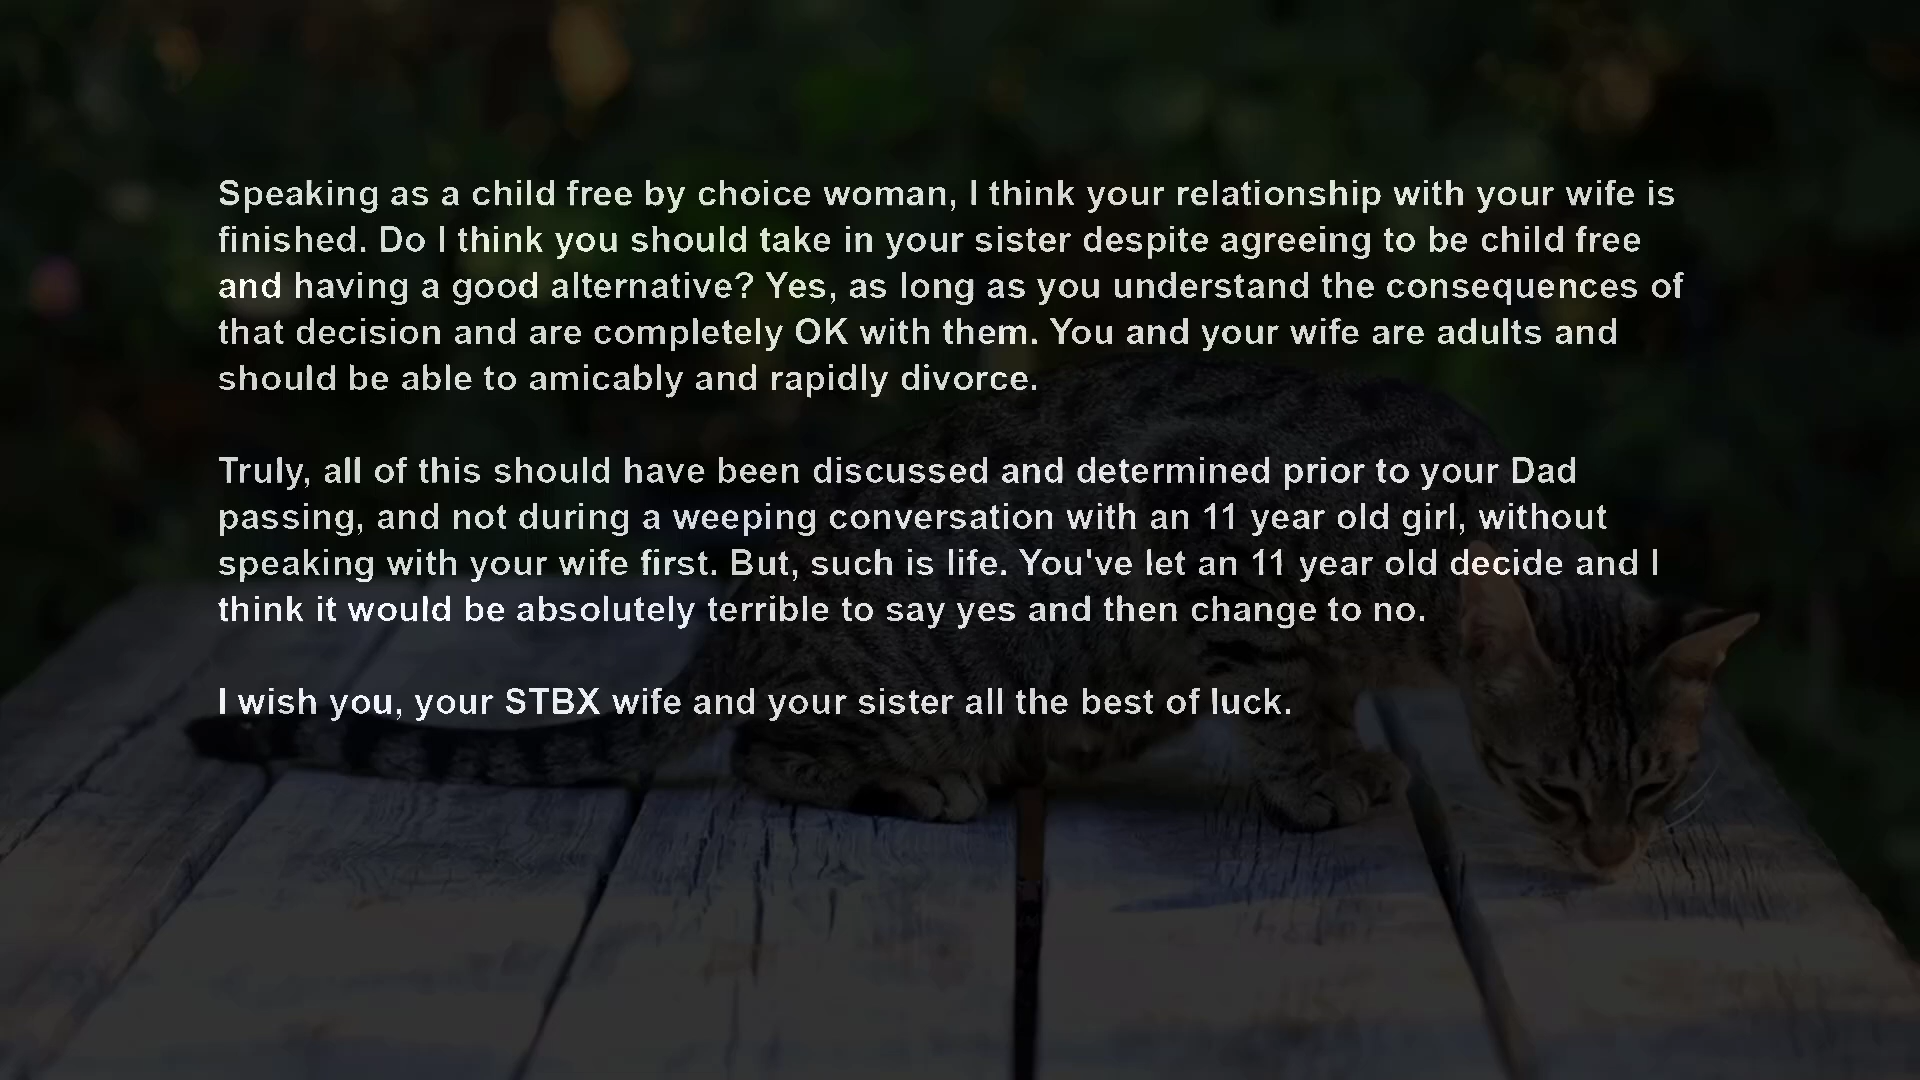 Speaking as a child free by choice woman, I think your relationship with your wife is
finished. Do I think you should take in your sister despite agreeing to be child free
and having a good alternative? Yes, as long as you understand the consequences of
that decision and are completely OK with them. You and your wife are adults and
should be able to amicably and rapidly divorce.
Truly, all of this should have been discussed and determined prior to your Dad
passing, and not during a weeping conversation with an 11 year old girl, without
speaking with your wife first. But, such is life. You've let an 11 year old decide and I
think it would be absolutely terrible to say yes and then change to no.
I wish you, your STBX wife and your sister all the best of luck.